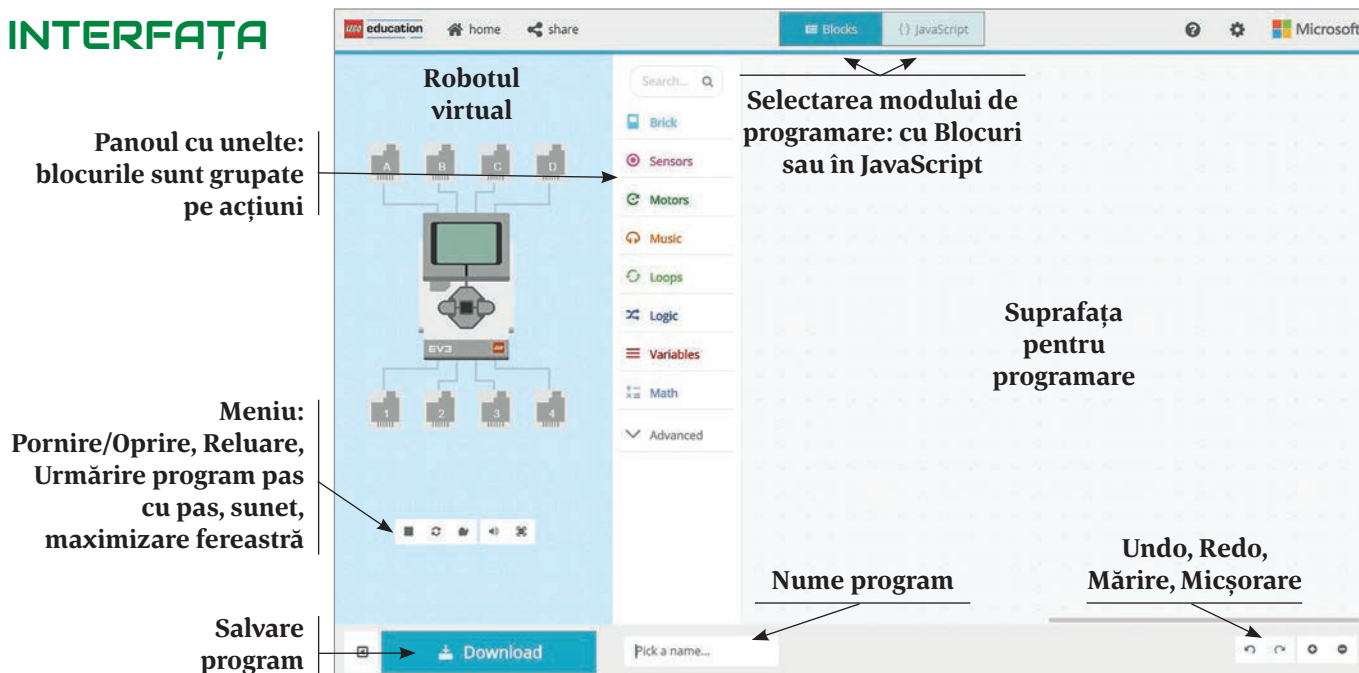 INTERFAȚA
LEGO education home share Blocks {} JavaScript Microsoft
Robotul
virtual
Search...
Selectarea modului de
programare: cu Blocuri
sau în JavaScript
Panoul cu unelte:
blocurile sunt grupate
pe acțiuni
A B C D
Brick
Sensors
Motors
Music
Loops
Logic
Variables
Math
Advanced
EV3
1 2 3 4
Suprafața
pentru
programare
Meniu:
Pornire/Oprire, Reluare,
Urmărire program pas
cu pas, sunet,
maximizare fereastră
Nume program
Undo, Redo,
Mărire, Micșorare
Salvare
program
Download
Pick a name...